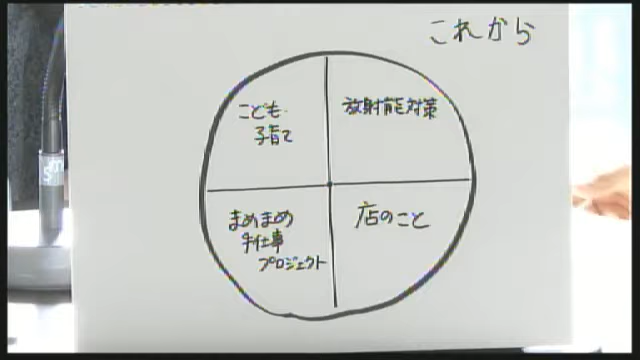 これから
こども
子育て
放射能対策
まめまめ
手仕事
プロジェクト
店のこと